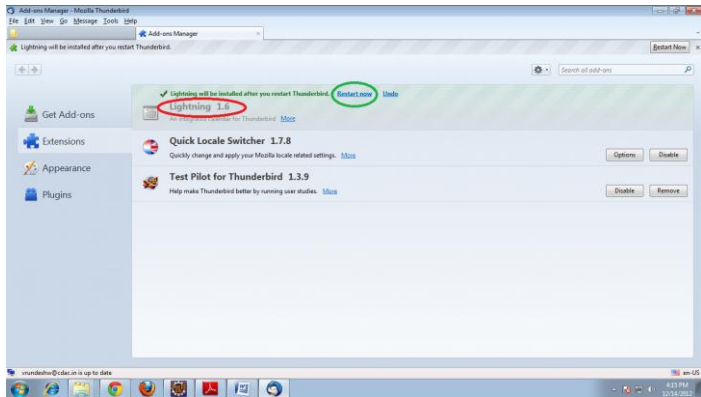 Add-ons Manager - Mozilla Thunderbird
File Edit View Go Message Tools Help
Add-ons Manager
Lightning will be installed after you restart Thunderbird. Restart Now
Search all add-ons
Lightning will be installed after you restart Thunderbird. Restart now Undo
Lightning 1.6
An integrated calendar for Thunderbird More
Get Add-ons
Extensions
Appearance
Plugins
Quick Locale Switcher 1.7.8
Quickly change and apply your Mozilla locale related settings. More
Options Disable
Test Pilot for Thunderbird 1.3.9
Help make Thunderbird better by running user studies. More
Disable Remove
vrundeshw@cdac.in is up to date
en-US
4:13 PM
12/14/2012